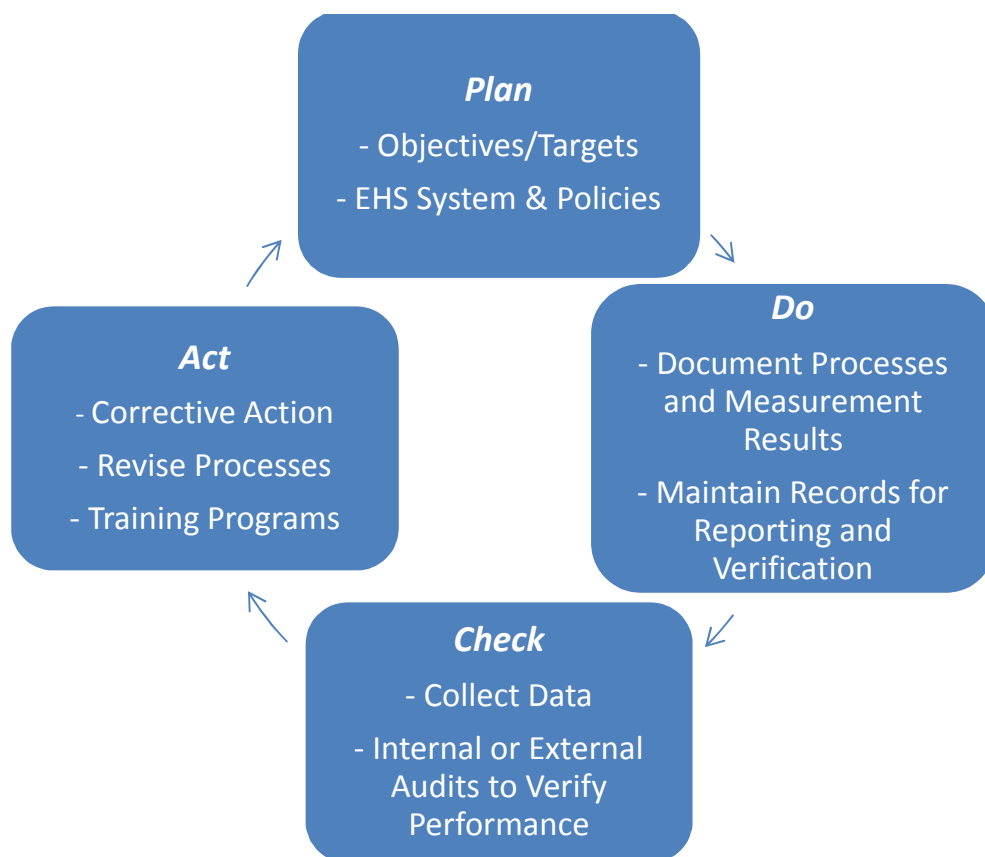 Plan
- Objectives/Targets
- EHS System & Policies
Do
- Document Processes
and Measurement
Results
- Maintain Records for
Reporting and
Verification
Check
- Collect Data
- Internal or External
Audits to Verify
Performance
Act
- Corrective Action
- Revise Processes
- Training Programs